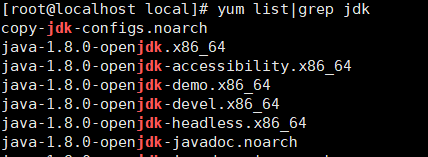 [root@localhost local]# yum list|grep jdk
copy-jdk-configs.noarch
java-1.8.0-openjdk.x86_64
java-1.8.0-openjdk-accessibility.x86_64
java-1.8.0-openjdk-demo.x86_64
java-1.8.0-openjdk-devel.x86_64
java-1.8.0-openjdk-headless.x86_64
java-1.8.0-openjdk-javadoc.noarch